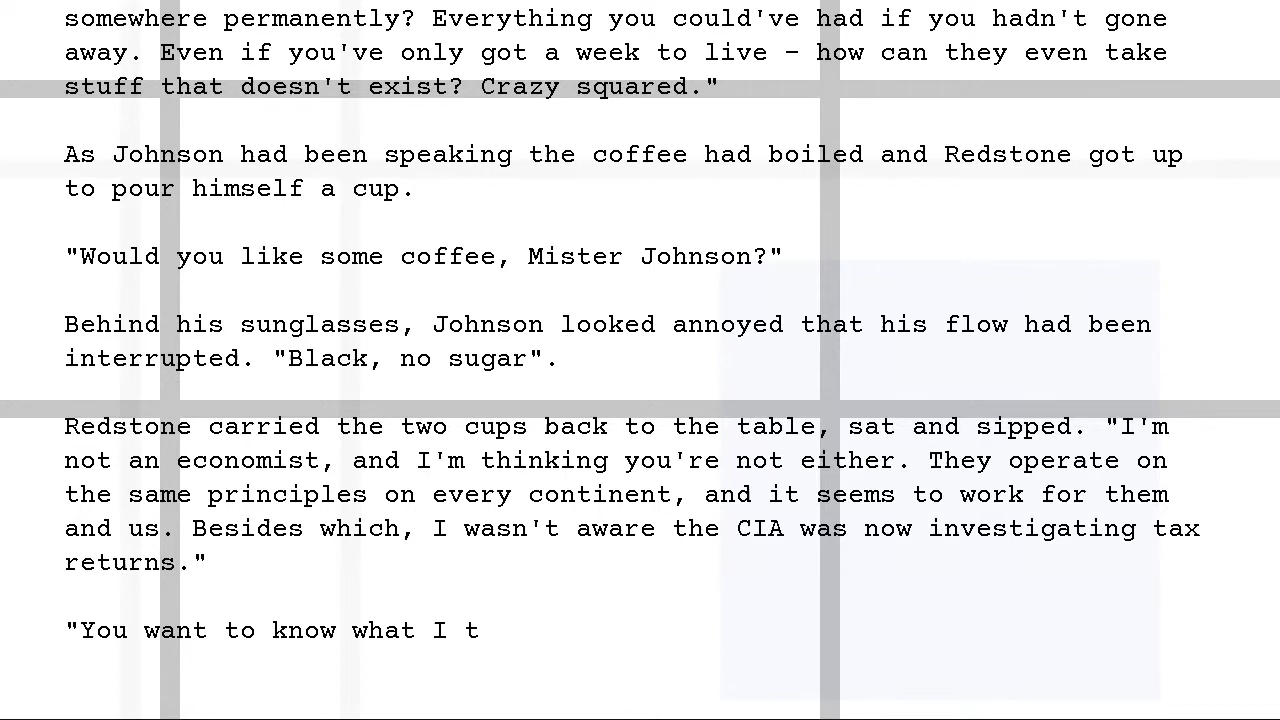 somewhere permanently? Everything you could've had if you hadn't gone
away. Even if you've only got a week to live – how can they even take
stuff that doesn't exist? Crazy squared."
As Johnson had been speaking the coffee had boiled and Redstone got up
to pour himself a cup.
"Would you like some coffee, Mister Johnson?"
Behind his sunglasses, Johnson looked annoyed that his flow had been
interrupted. "Black, no sugar".
Redstone carried the two cups back to the table, sat and sipped. "I'm
not an economist, and I'm thinking you're not either. They operate on
the same principles on every continent, and it seems to work for them
and us. Besides which, I wasn't aware the CIA was now investigating tax
returns."
"You want to know what I t